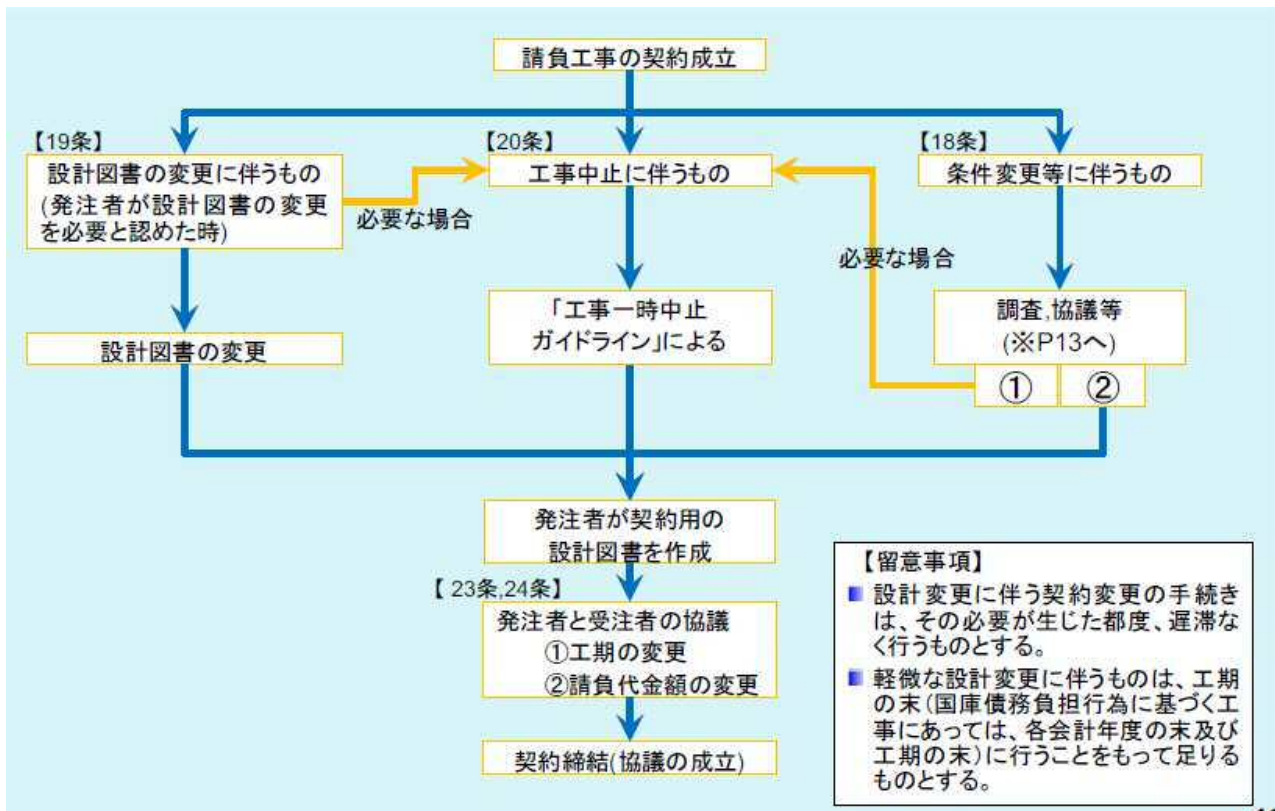 請負工事の契約成立
【19条】
設計図書の変更に伴うもの
(発注者が設計図書の変更
を必要と認めた時)
必要な場合
設計図書の変更
【20条】
工事中止に伴うもの
「工事一時中止
ガイドライン」による
【18条】
条件変更等に伴うもの
必要な場合
調査,協議等
(※P13へ)
① ②
発注者が契約用の
設計図書を作成
【 23条,24条】
発注者と受注者の協議
①工期の変更
②請負代金額の変更
契約締結(協議の成立)
【留意事項】
設計変更に伴う契約変更の手続き
は、その必要が生じた都度、遅滞な
く行うものとする。
軽微な設計変更に伴うものは、工期
の末(国庫債務負担行為に基づく工
事にあっては、各会計年度の末及び
工期の末)に行うことをもって足りる
ものとする。